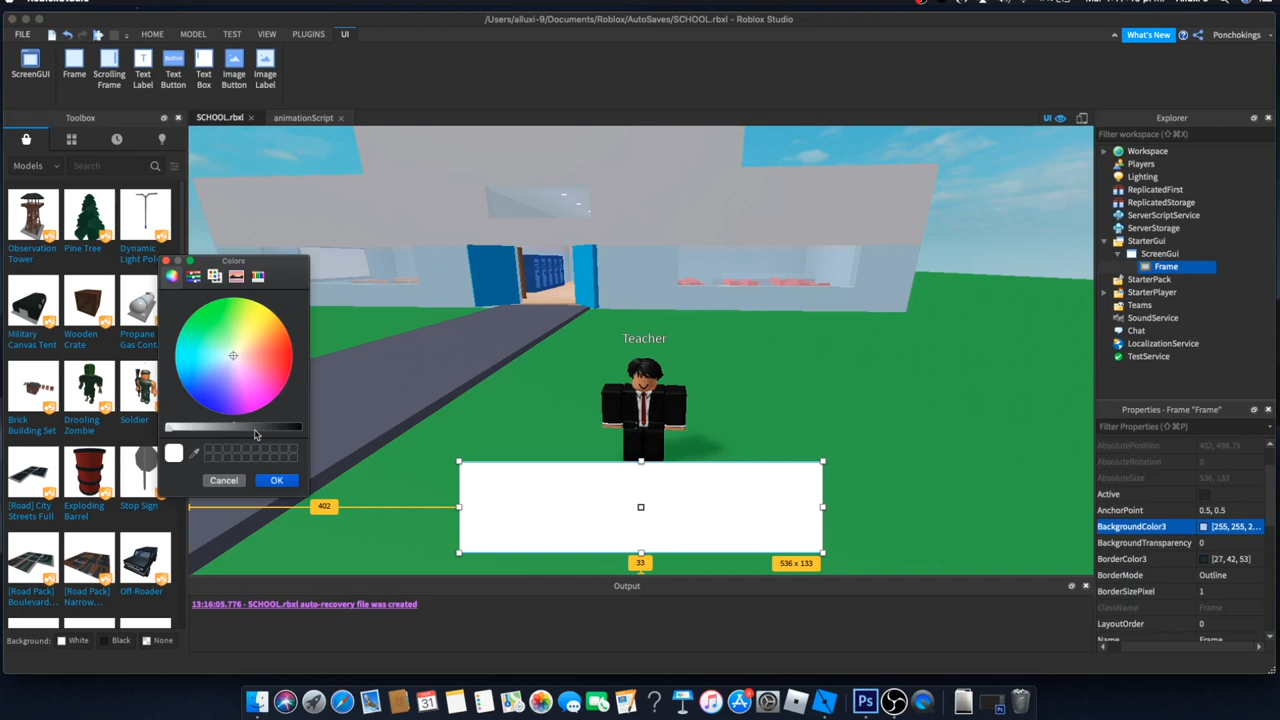 /Users/alluxi-9/Documents/Roblox/AutoSaves/SCHOOL.rbxl - Roblox Studio
FILE HOME MODEL TEST VIEW PLUGINS UI What's New Ponchokings
ScreenGUI Frame Scrolling Frame Text Label Text Button Text Box Image Button Image Label
Button
Toolbox
SCHOOL.rbxl animationScript UI
Models Search
Observation Tower
Pine Tree
Dynamic Light Pol
Military Canvas Tent
Wooden Crate
Propane Gas Cont
Brick Building Set
Drooling Zombie
Soldier
[Road] City Streets Full
Exploding Barrel
Stop Sign
[Road Pack] Boulevard...
[Road Pack] Narrow...
Off-Roader
Background: White Black None
Colors
Cancel OK
Teacher
402
33
536 x 133
Output
13:16:05.776 - SCHOOL.rbxl auto-recovery file was created
Explorer
Filter workspace (⇧⌘X)
Workspace
Players
Lighting
ReplicatedFirst
ReplicatedStorage
ServerScriptService
ServerStorage
StarterGui
ScreenGui
Frame
StarterPack
StarterPlayer
Teams
SoundService
Chat
LocalizationService
TestService
Properties - Frame "Frame"
Filter Properties (⇧⌘P)
AbsolutePosition 402, 498.75
AbsoluteRotation 0
AbsoluteSize 536, 133
Active
AnchorPoint 0.5, 0.5
BackgroundColor3 [255, 255, 2...
BackgroundTransparency 0
BorderColor3 [27, 42, 53]
BorderMode Outline
BorderSizePixel 1
ClassName Frame
LayoutOrder 0
Name Frame
31
Ps